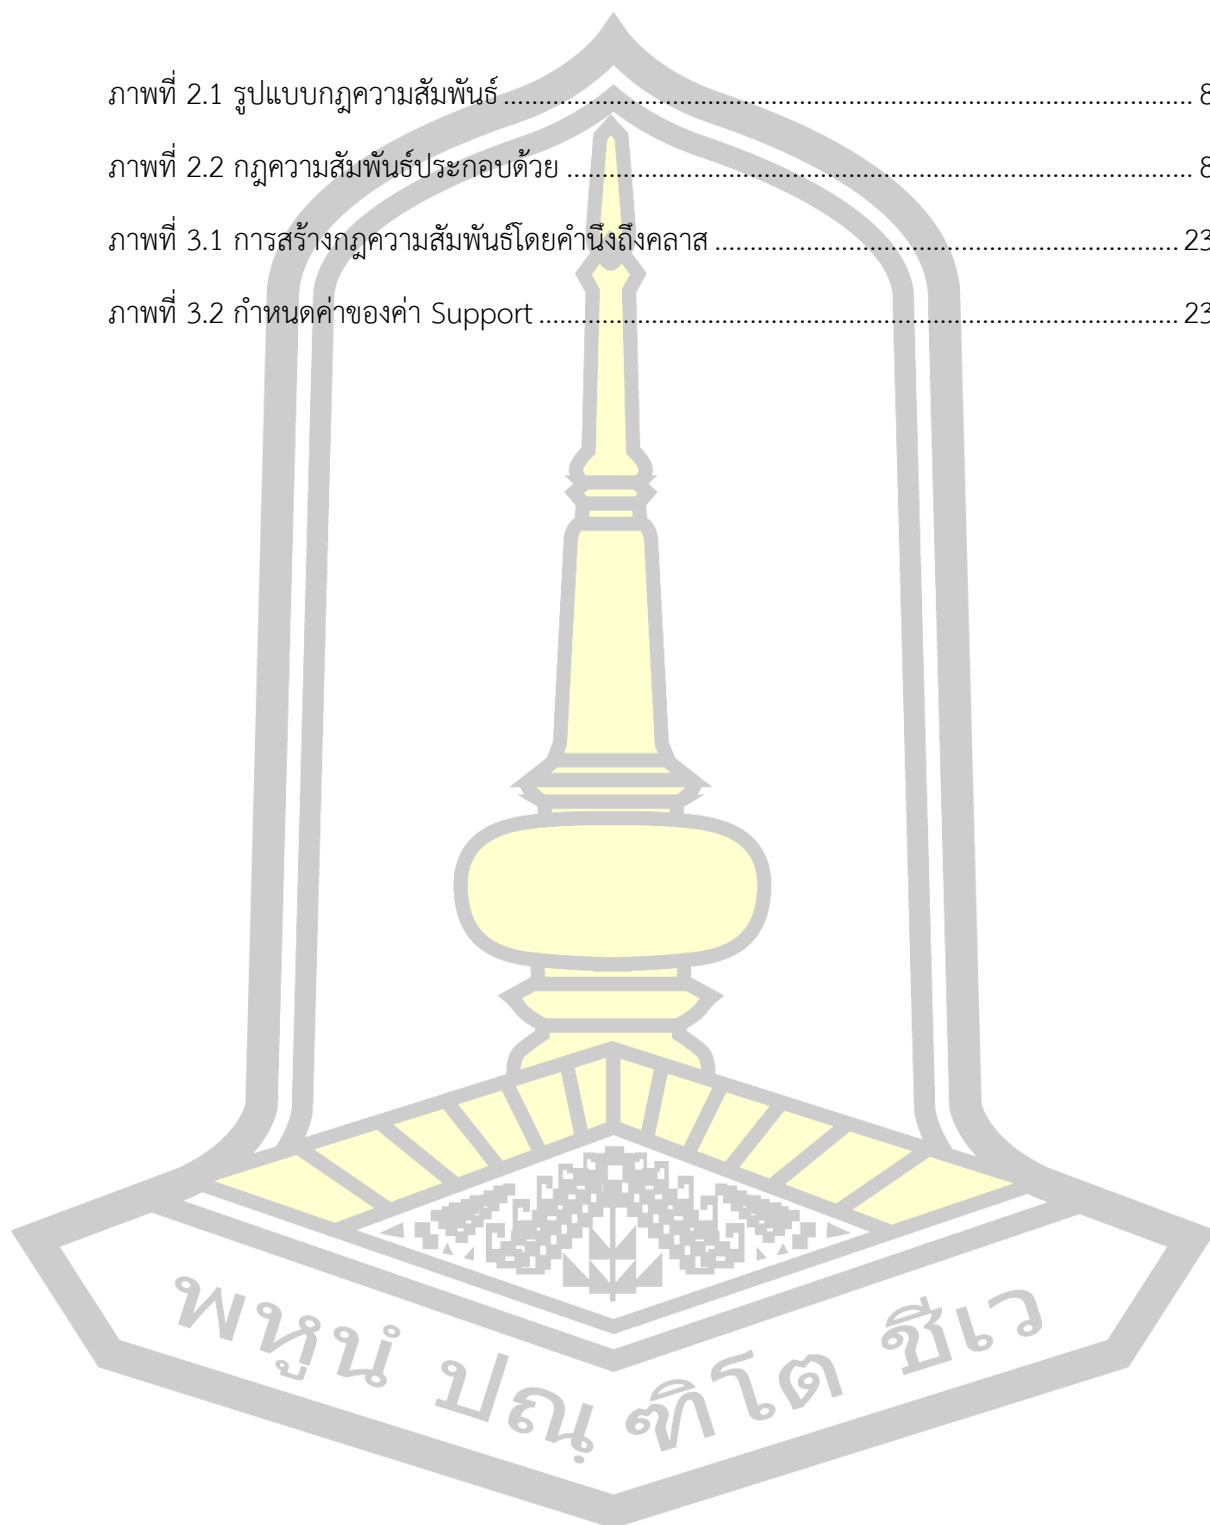 ภาพที่ 2.1 รูปแบบกฎความสัมพันธ์ 8
ภาพที่ 2.2 กฎความสัมพันธ์ประกอบด้วย 8
ภาพที่ 3.1 การสร้างกฎความสัมพันธ์โดยคำนึงถึงคลาส 23
ภาพที่ 3.2 กำหนดค่าของค่า Support 23
พหูนํ ปณฺฑิโต ชีเว